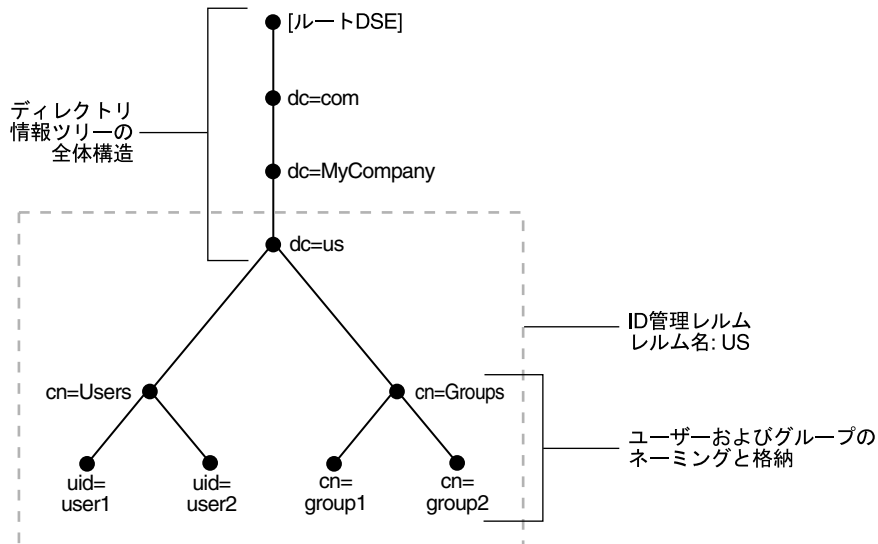 [ルートDSE]
dc=com
ディレクトリ
情報ツリーの
全体構造
dc=MyCompany
dc=us
ID管理レルム
レルム名: US
cn=Users
cn=Groups
ユーザーおよびグループの
ネーミングと格納
uid=
user1
uid=
user2
cn=
group1
cn=
group2